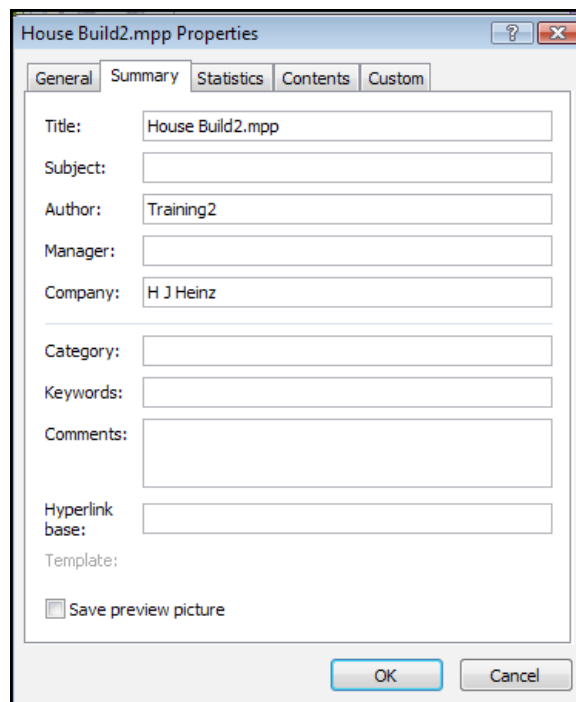 House Build2.mpp Properties
General Summary Statistics Contents Custom
Title: House Build2.mpp
Subject:
Author: Training2
Manager:
Company: H J Heinz
Category:
Keywords:
Comments:
Hyperlink
base:
Template:
Save preview picture
OK Cancel